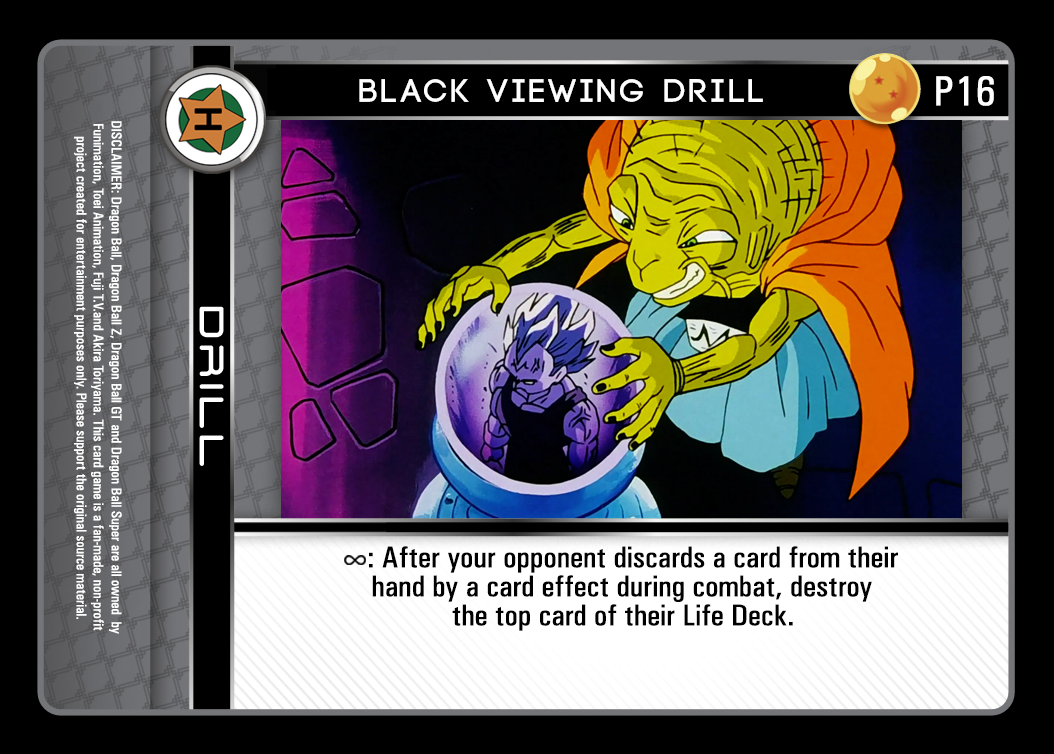 BLACK VIEWING DRILL
P16
H
DRILL
∞: After your opponent discards a card from their
hand by a card effect during combat, destroy
the top card of their Life Deck.
DISCLAIMER: Dragon Ball, Dragon Ball Z, Dragon Ball GT and Dragon Ball Super are all owned by
Funimation, Toei Animation, Fuji T.V.and Akira Toriyama. This card game is a fan-made, non-profit
project created for entertainment purposes only. Please support the original source material.